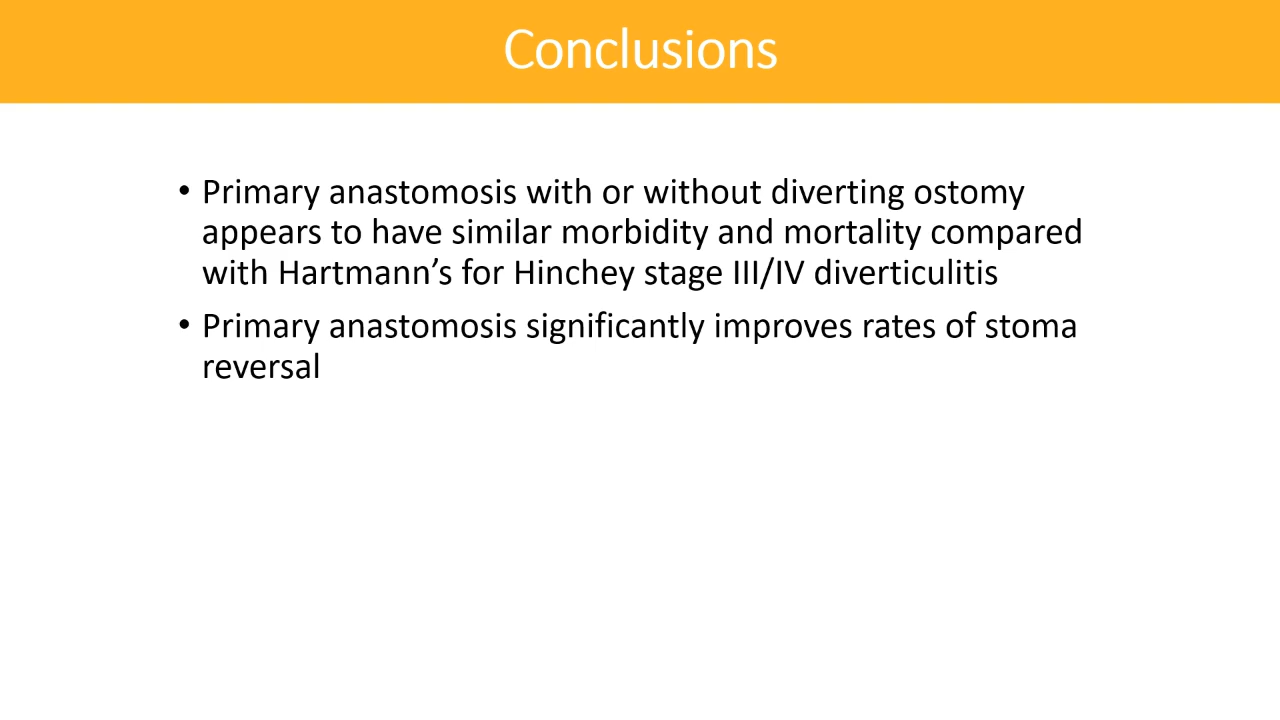 Conclusions
• Primary anastomosis with or without diverting ostomy
appears to have similar morbidity and mortality compared
with Hartmann’s for Hinchey stage III/IV diverticulitis
• Primary anastomosis significantly improves rates of stoma
reversal